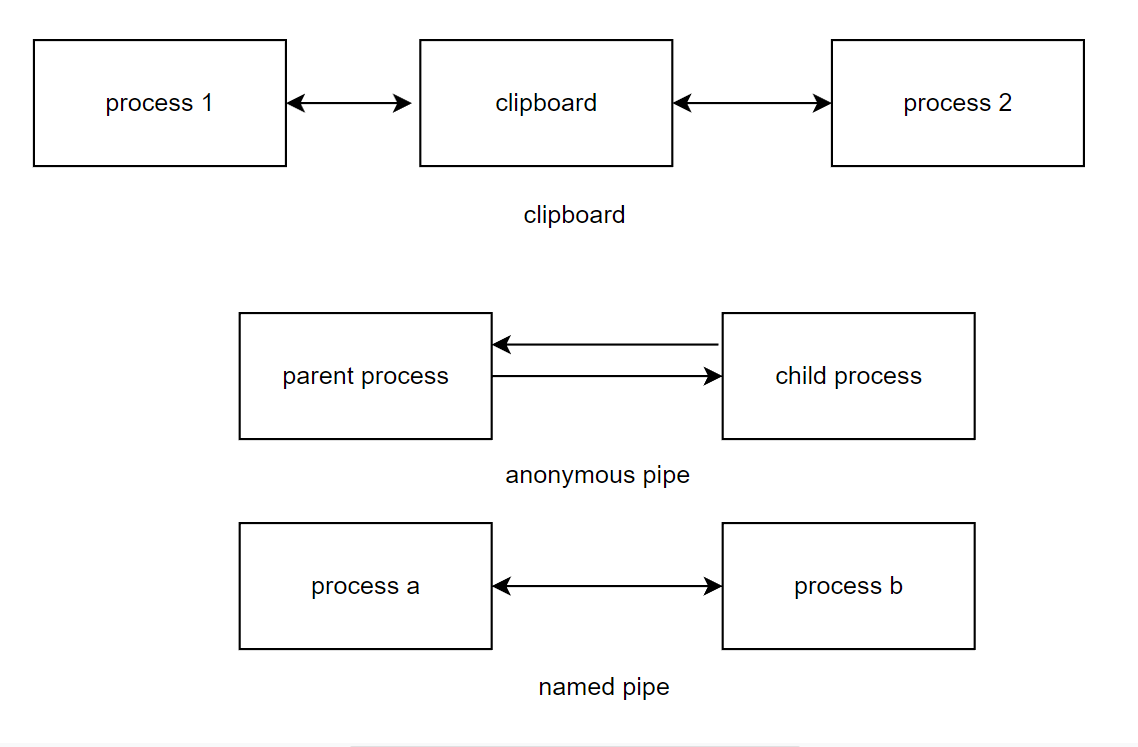 process 1
clipboard
process 2
clipboard
parent process
child process
anonymous pipe
process a
process b
named pipe